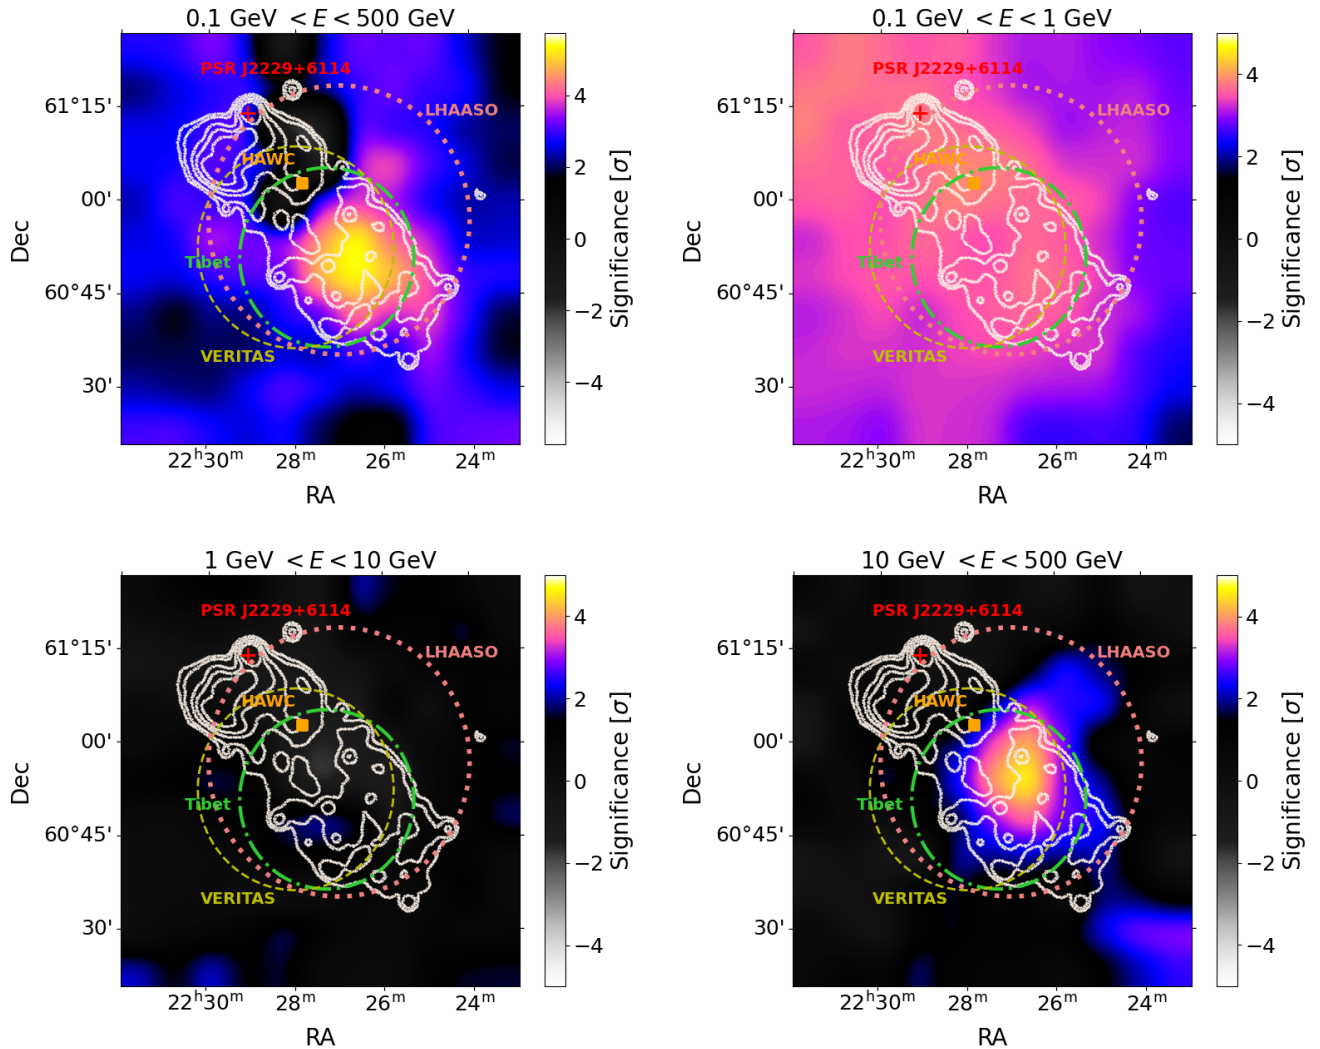 0.1 GeV < E < 500 GeV
PSR J2229+6114
LHAASO
HAWC
Tibet
VERITAS
61°15'
00'
60°45'
30'
Dec
22h30m 28m 26m 24m
RA
4
2
0
−2
−4
Significance [σ]
0.1 GeV < E < 1 GeV
PSR J2229+6114
LHAASO
HAWC
Tibet
VERITAS
61°15'
00'
60°45'
30'
Dec
22h30m 28m 26m 24m
RA
4
2
0
−2
−4
Significance [σ]
1 GeV < E < 10 GeV
PSR J2229+6114
LHAASO
HAWC
Tibet
VERITAS
61°15'
00'
60°45'
30'
Dec
22h30m 28m 26m 24m
RA
4
2
0
−2
−4
Significance [σ]
10 GeV < E < 500 GeV
PSR J2229+6114
LHAASO
HAWC
Tibet
VERITAS
61°15'
00'
60°45'
30'
Dec
22h30m 28m 26m 24m
RA
4
2
0
−2
−4
Significance [σ]